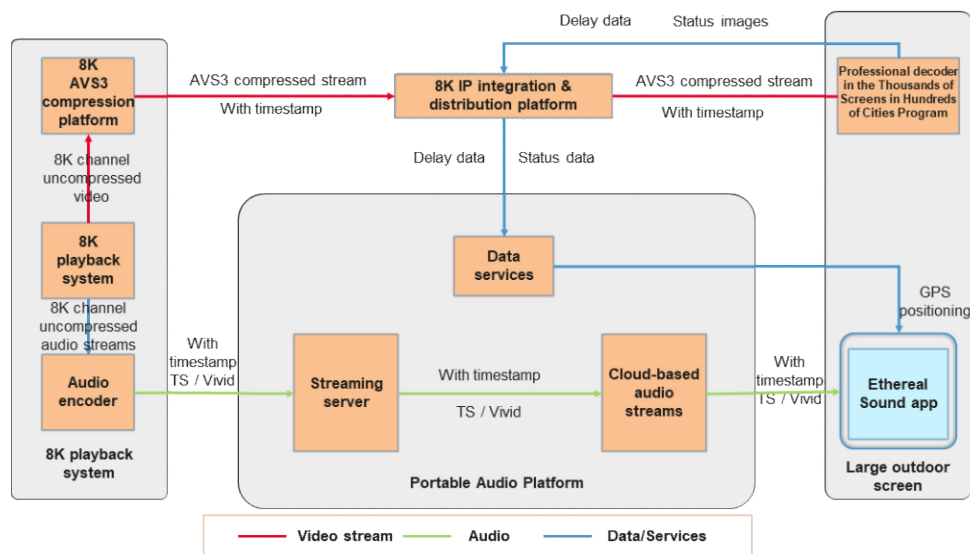 Delay data
Status images
8K
AVS3
compression
platform
AVS3 compressed stream
With timestamp
8K IP integration &
distribution platform
AVS3 compressed stream
With timestamp
Professional decoder
in the Thousands of
Screens in Hundreds
of Cities Program
8K channel
uncompressed
video
Delay data
Status data
8K
playback
system
Data
services
GPS
positioning
8K channel
uncompressed
audio streams
With
timestamp
TS / Vivid
Audio
encoder
Streaming
server
With timestamp
TS / Vivid
Cloud-based
audio
streams
With
timestamp
TS / Vivid
Ethereal
Sound app
8K playback
system
Portable Audio Platform
Large outdoor
screen
Video stream
Audio
Data/Services